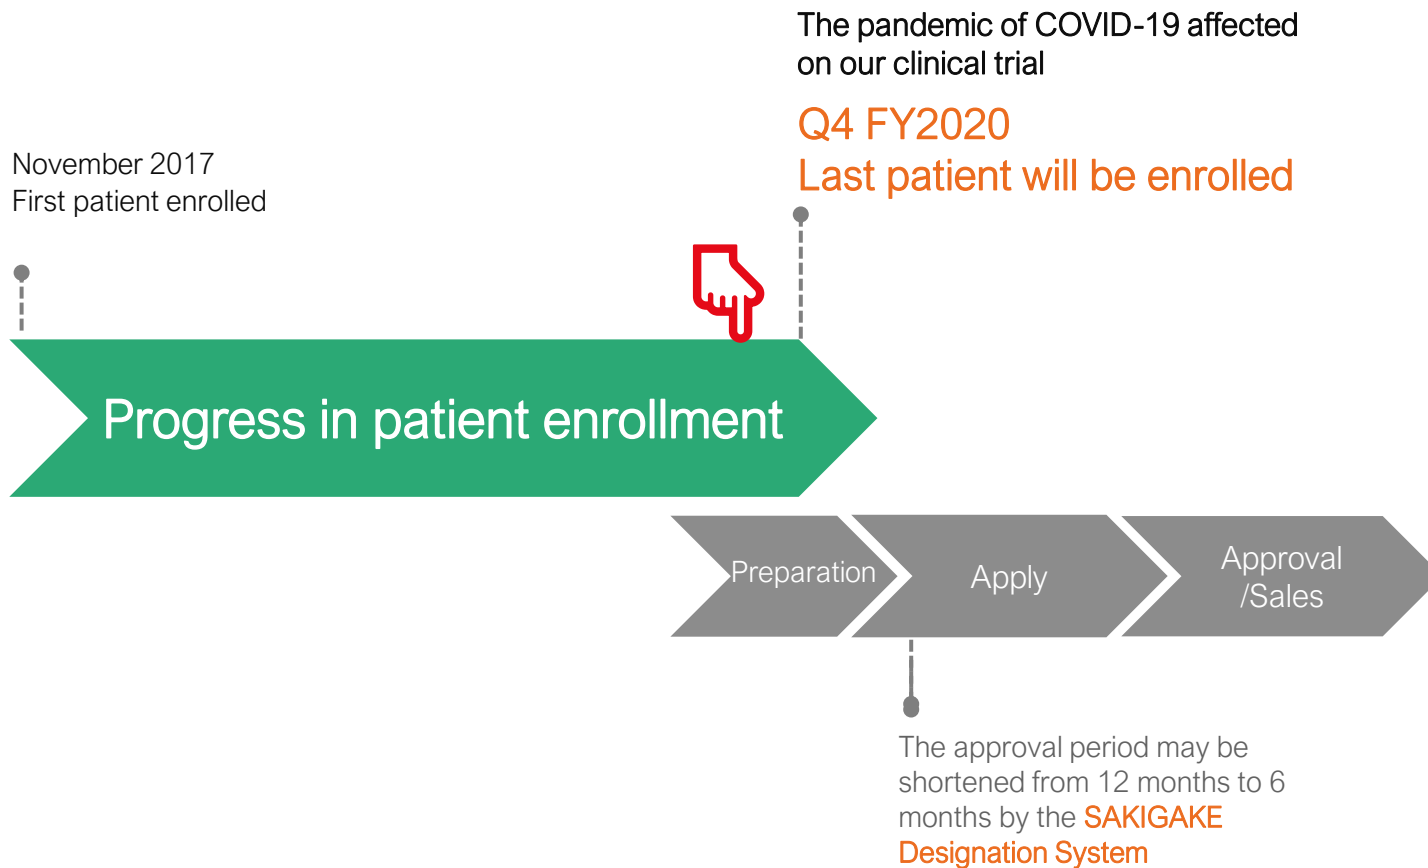 The pandemic of COVID-19 affected
on our clinical trial
Q4 FY2020
Last patient will be enrolled
November 2017
First patient enrolled
Progress in patient enrollment
Preparation
Apply
Approval
/Sales
The approval period may be
shortened from 12 months to 6
months by the SAKIGAKE
Designation System